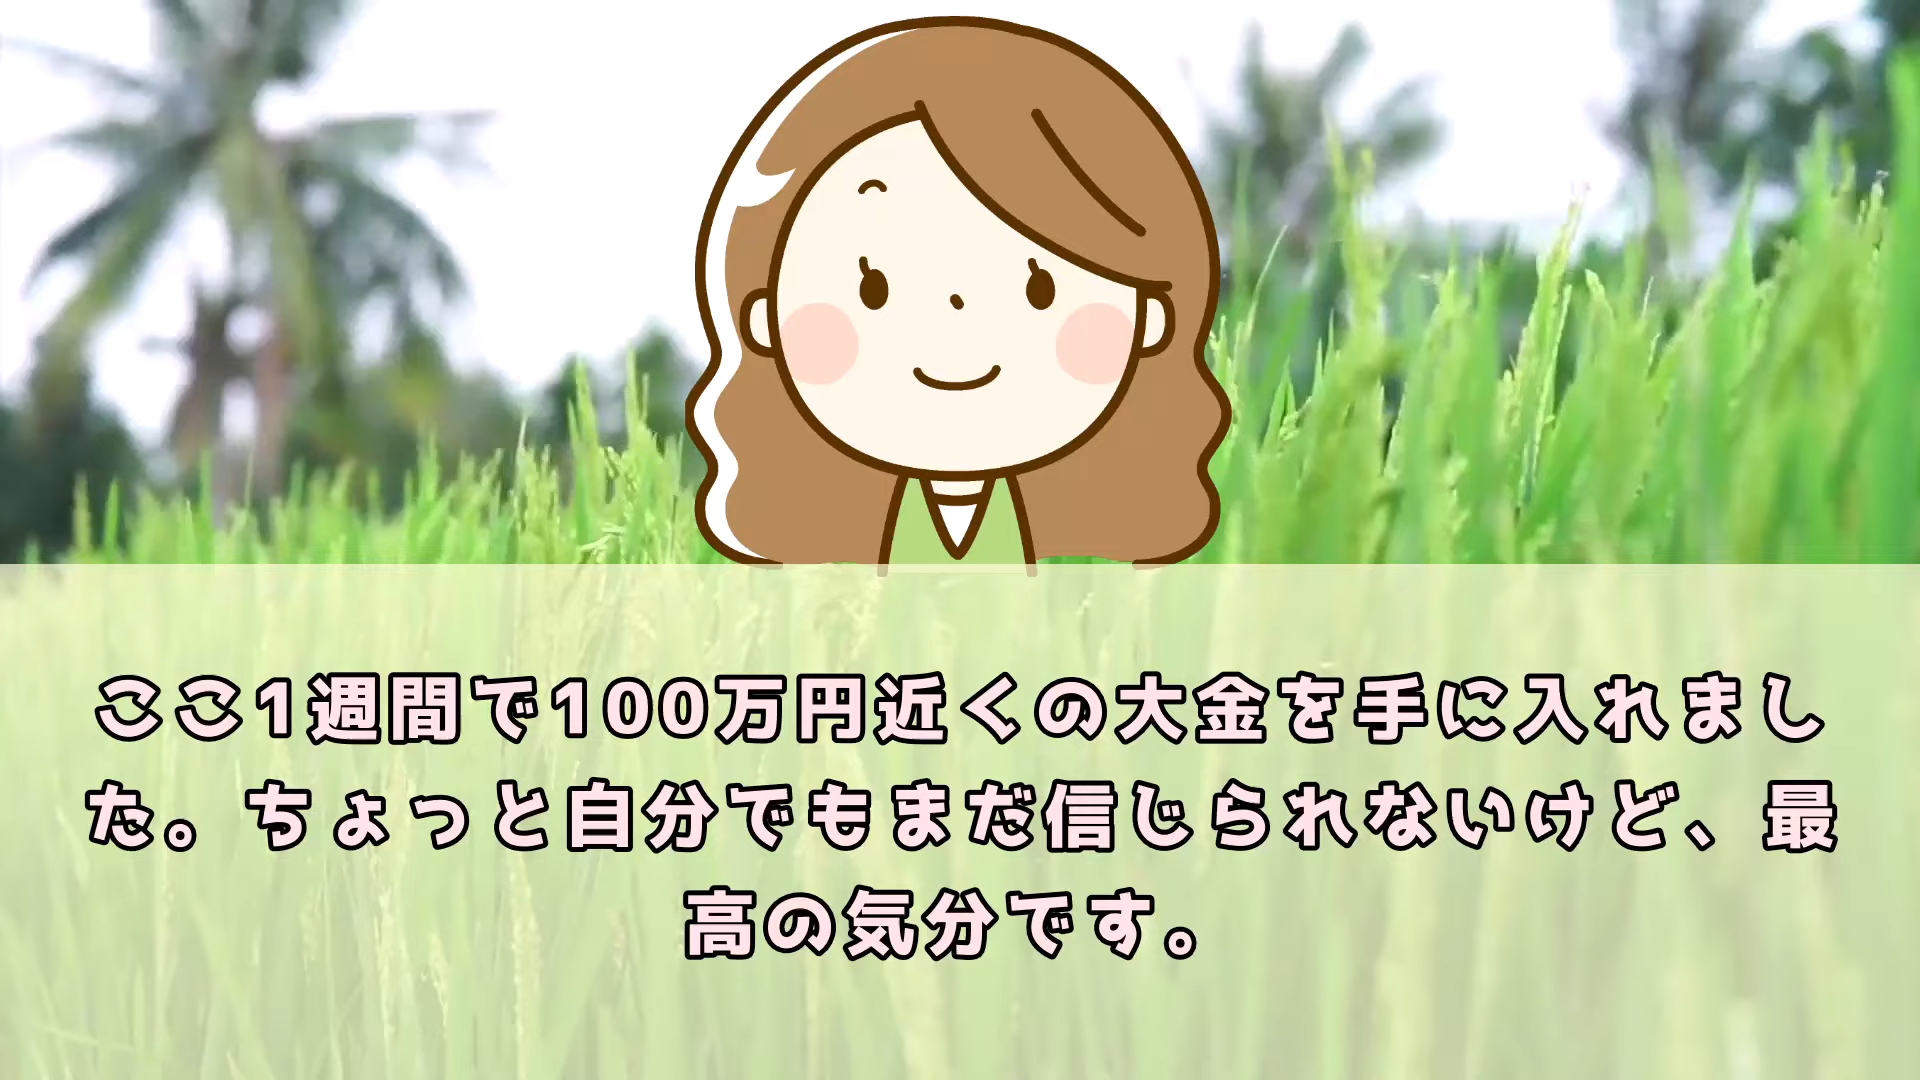 ここ1週間で100万円近くの大金を手に入れまし
た。ちょっと自分でもまだ信じられないけど、最
高の気分です。